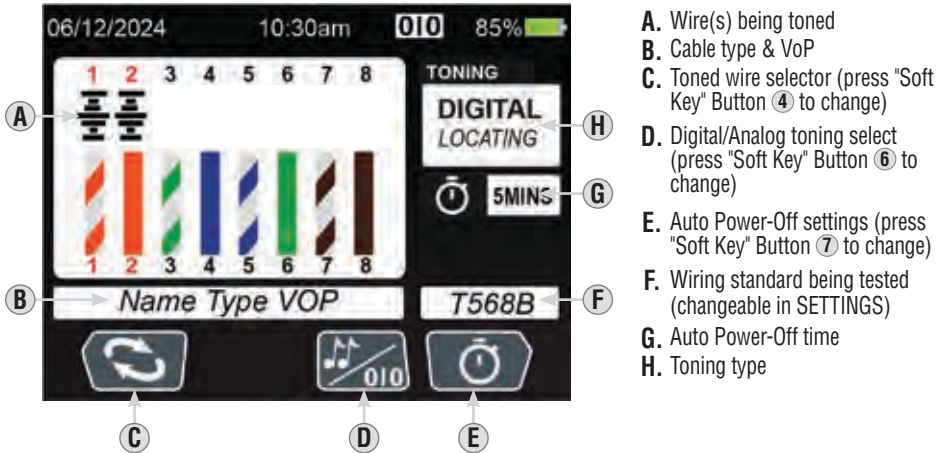 06/12/2024 10:30am 010 85%
1 2 3 4 5 6 7 8
TONING
DIGITAL
LOCATING
5MINS
1 2 3 4 5 6 7 8
Name Type VOP
T568B
010
A
B
C
D
E
F
G
H
A. Wire(s) being toned
B. Cable type & VoP
C. Toned wire selector (press "Soft
Key" Button 4 to change)
D. Digital/Analog toning select
(press "Soft Key" Button 6 to
change)
E. Auto Power-Off settings (press
"Soft Key" Button 7 to change)
F. Wiring standard being tested
(changeable in SETTINGS)
G. Auto Power-Off time
H. Toning type